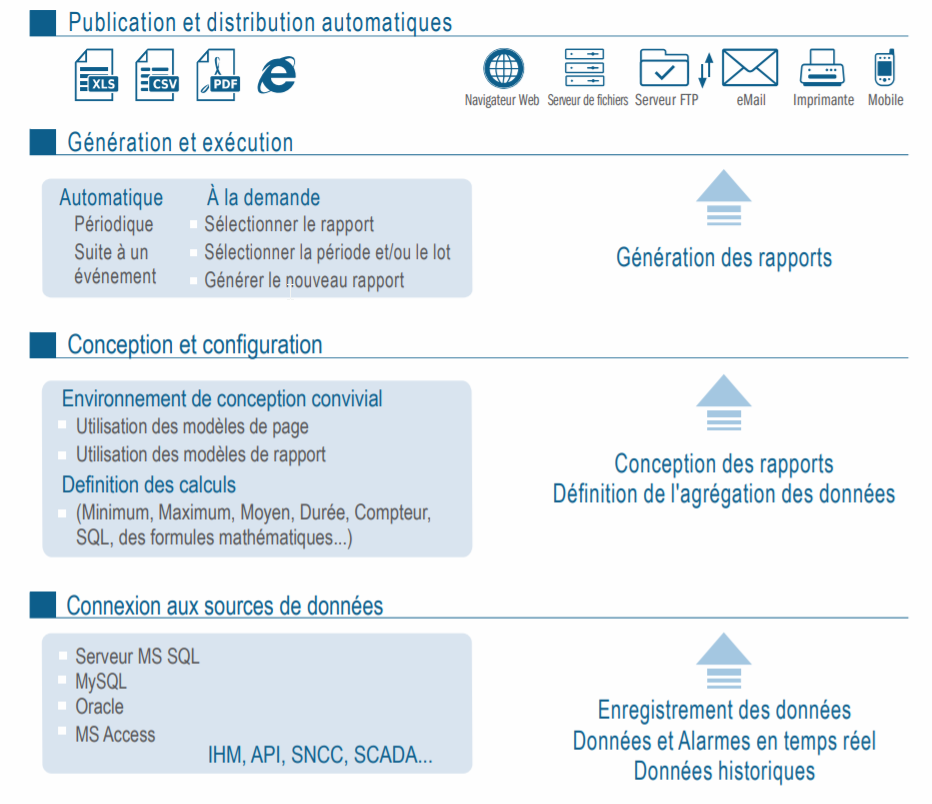 Publication et distribution automatiques
XLS
CSV
PDF
Navigateur Web
Serveur de fichiers
Serveur FTP
eMail
Imprimante
Mobile
Génération et exécution
Automatique
Périodique
Suite à un
événement
À la demande
Sélectionner le rapport
Sélectionner la période et/ou le lot
Générer le nouveau rapport
Génération des rapports
Conception et configuration
Environnement de conception convivial
Utilisation des modèles de page
Utilisation des modèles de rapport
Definition des calculs
(Minimum, Maximum, Moyen, Durée, Compteur,
SQL, des formules mathématiques...)
Conception des rapports
Définition de l'agrégation des données
Connexion aux sources de données
Serveur MS SQL
MySQL
Oracle
MS Access
IHM, API, SNCC, SCADA...
Enregistrement des données
Données et Alarmes en temps réel
Données historiques